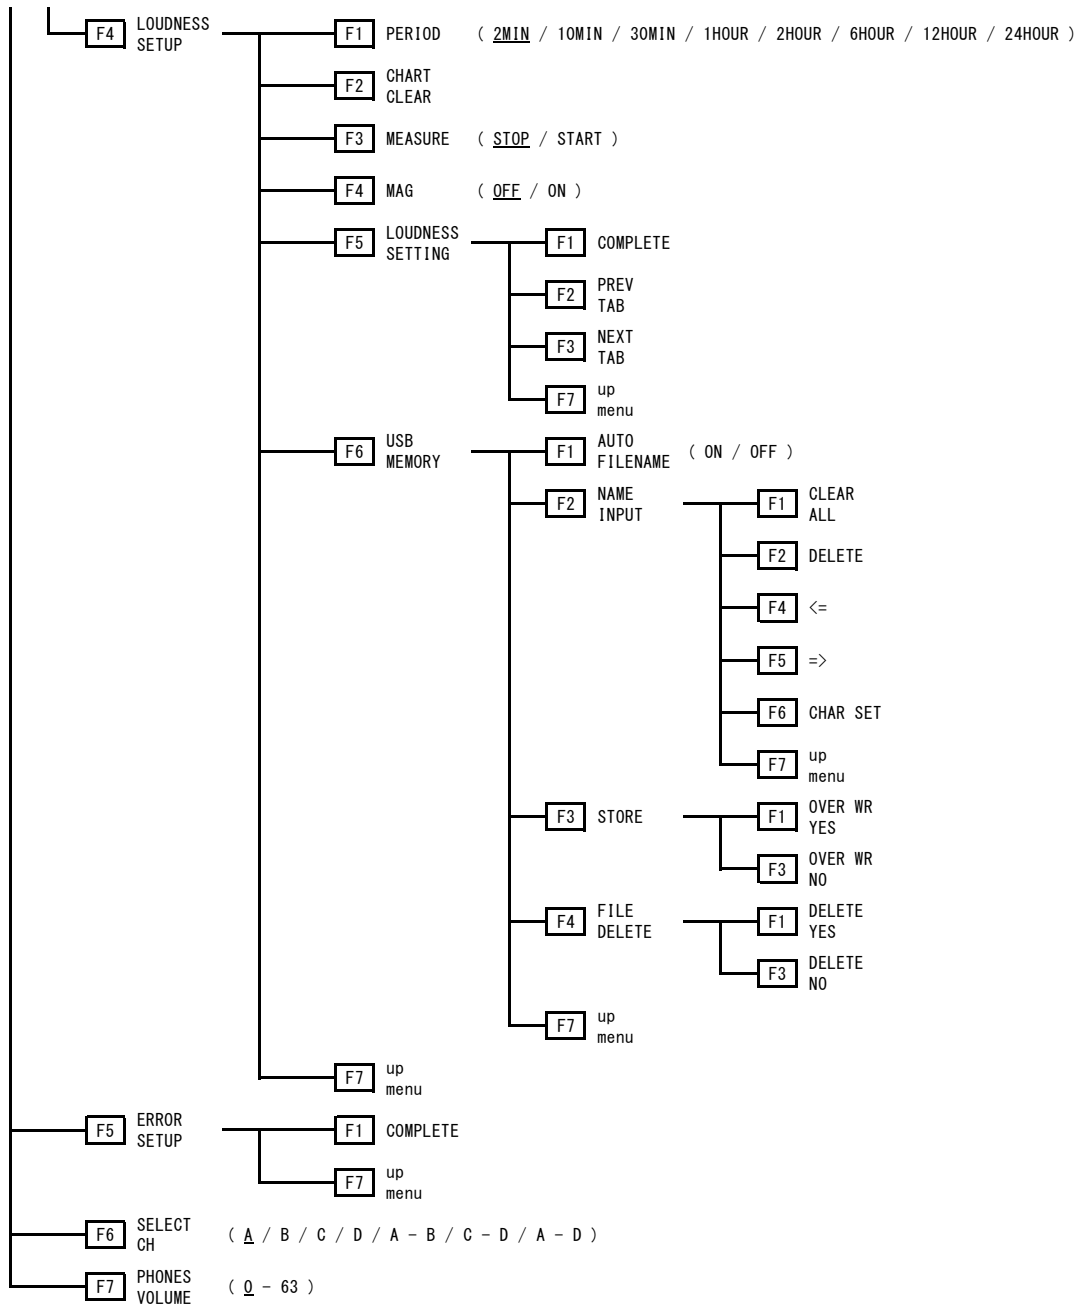 F4 LOUDNESS SETUP F1 PERIOD ( 2MIN / 10MIN / 30MIN / 1HOUR / 2HOUR / 6HOUR / 12HOUR / 24HOUR )
F2 CHART CLEAR
F3 MEASURE ( STOP / START )
F4 MAG ( OFF / ON )
F5 LOUDNESS SETTING F1 COMPLETE
F2 PREV TAB
F3 NEXT TAB
F7 up menu
F6 USB MEMORY F1 AUTO FILENAME ( ON / OFF )
F2 NAME INPUT F1 CLEAR ALL
F2 DELETE
F4 <=
F5 =>
F6 CHAR SET
F7 up menu
F3 STORE F1 OVER WR YES
F3 OVER WR NO
F4 FILE DELETE F1 DELETE YES
F3 DELETE NO
F7 up menu
F7 up menu
F5 ERROR SETUP F1 COMPLETE
F7 up menu
F6 SELECT CH ( A / B / C / D / A - B / C - D / A - D )
F7 PHONES VOLUME ( 0 - 63 )